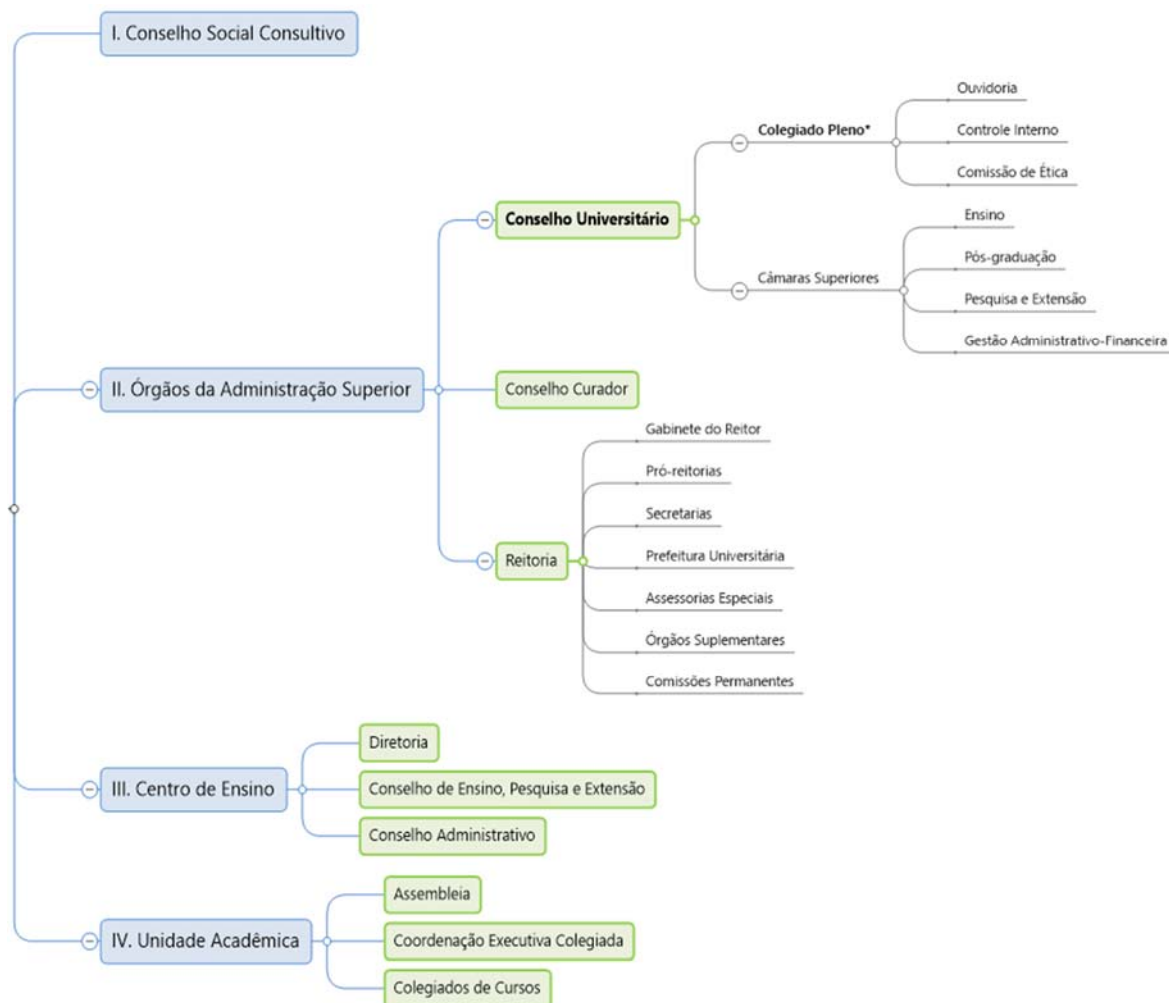 I. Conselho Social Consultivo
II. Órgãos da Administração Superior
Conselho Universitário
Colegiado Pleno*
Ouvidoria
Controle Interno
Comissão de Ética
Câmaras Superiores
Ensino
Pós-graduação
Pesquisa e Extensão
Gestão Administrativo-Financeira
Conselho Curador
Reitoria
Gabinete do Reitor
Pró-reitorias
Secretarias
Prefeitura Universitária
Assessorias Especiais
Órgãos Suplementares
Comissões Permanentes
III. Centro de Ensino
Diretoria
Conselho de Ensino, Pesquisa e Extensão
Conselho Administrativo
IV. Unidade Acadêmica
Assembleia
Coordenação Executiva Colegiada
Colegiados de Cursos